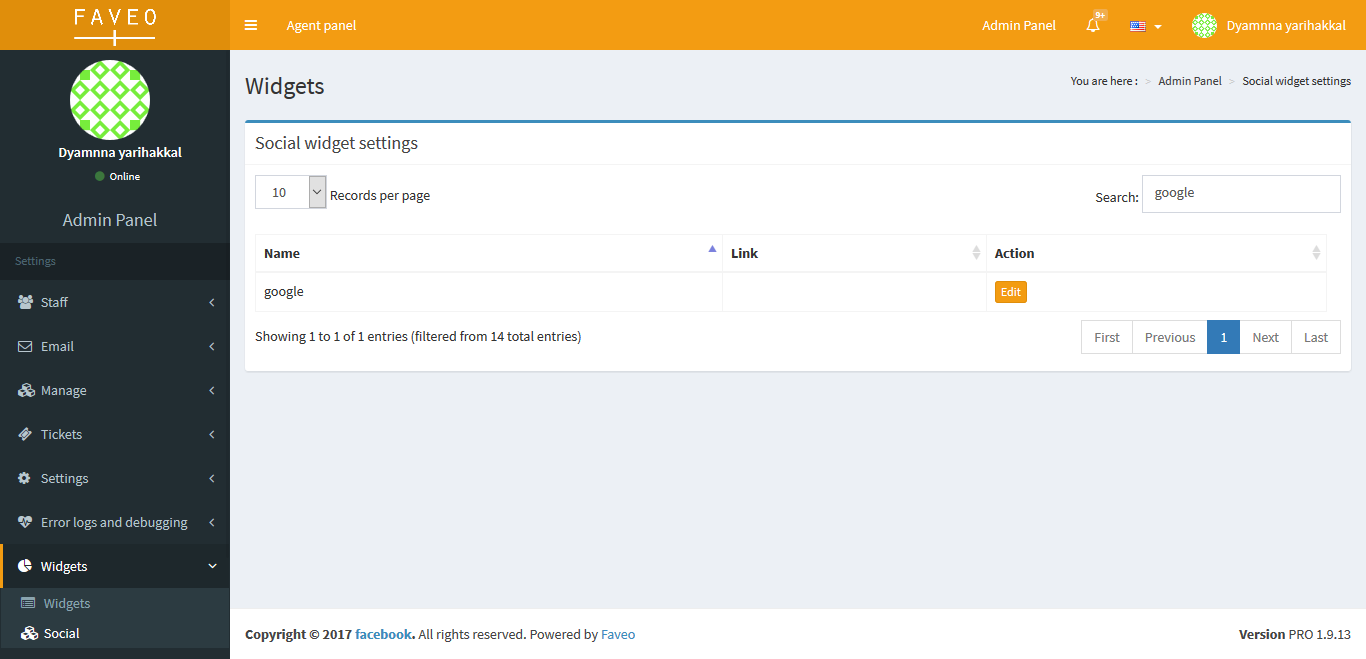 FAVEO
Agent panel
Admin Panel
9+
Dyamnna yarihakkal
Dyamnna yarihakkal
Online
Admin Panel
Settings
Staff
Email
Manage
Tickets
Settings
Error logs and debugging
Widgets
Widgets
Social
Widgets
You are here : > Admin Panel > Social widget settings
Social widget settings
10 Records per page
Search: google
Name Link Action
google Edit
Showing 1 to 1 of 1 entries (filtered from 14 total entries)
First Previous 1 Next Last
Copyright © 2017 facebook. All rights reserved. Powered by Faveo
Version PRO 1.9.13